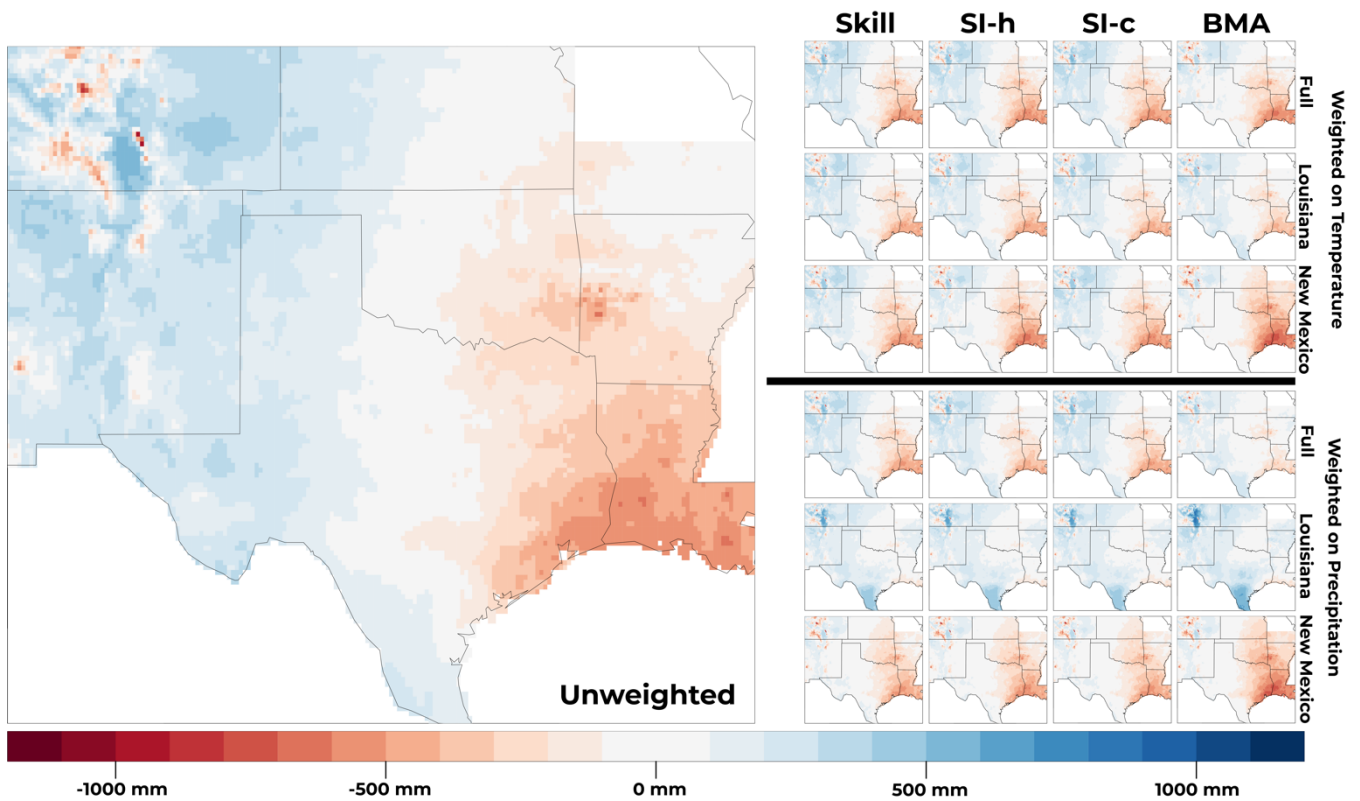 Skill SI-h SI-c BMA
Full
Louisiana
New Mexico
Weighted on Temperature
Full
Louisiana
New Mexico
Weighted on Precipitation
Unweighted
-1000 mm -500 mm 0 mm 500 mm 1000 mm